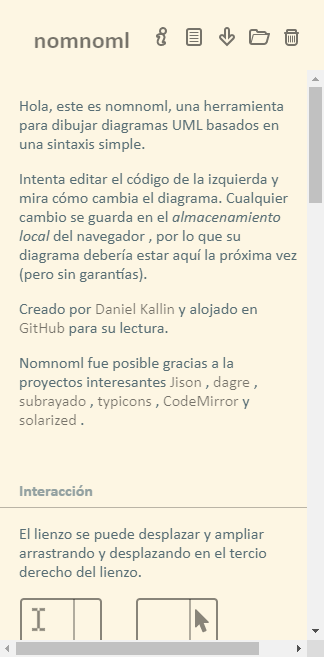 nomnoml
Hola, este es nomnoml, una herramienta
para dibujar diagramas UML basados en
una sintaxis simple.
Intenta editar el código de la izquierda y
mira cómo cambia el diagrama. Cualquier
cambio se guarda en el almacenamiento
local del navegador , por lo que su
diagrama debería estar aquí la próxima vez
(pero sin garantías).
Creado por Daniel Kallin y alojado en
GitHub para su lectura.
Nomnoml fue posible gracias a la
proyectos interesantes Jison , dagre ,
subrayado , typicons , CodeMirror y
solarized .
Interacción
El lienzo se puede desplazar y ampliar
arrastrando y desplazando en el tercio
derecho del lienzo.